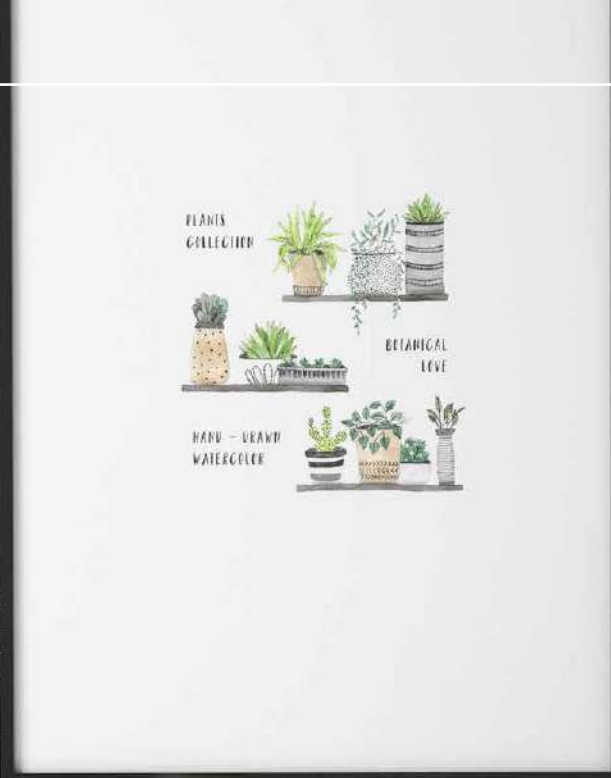 PLANTS
COLLECTION
BOTANICAL
LOVE
HAND - DRAWN
WATERCOLOR